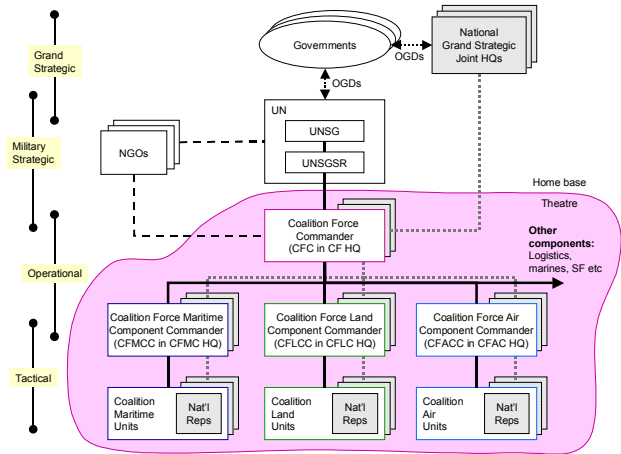 Grand
Strategic
Governments
OGDs
National
Grand Strategic
Joint HQs
OGDs
Military
Strategic
NGOs
UN
UNSG
UNSGSR
Home base
Theatre
Coalition Force
Commander
(CFC in CF HQ)
Other
components:
Logistics,
marines, SF etc
Operational
Coalition Force Maritime
Component Commander
(CFMCC in CFMC HQ)
Coalition Force Land
Component Commander
(CFLCC in CFLC HQ)
Coalition Force Air
Component Commander
(CFACC in CFAC HQ)
Tactical
Coalition
Maritime
Units
Nat'l
Reps
Coalition
Land
Units
Nat'l
Reps
Coalition
Air
Units
Nat'l
Reps